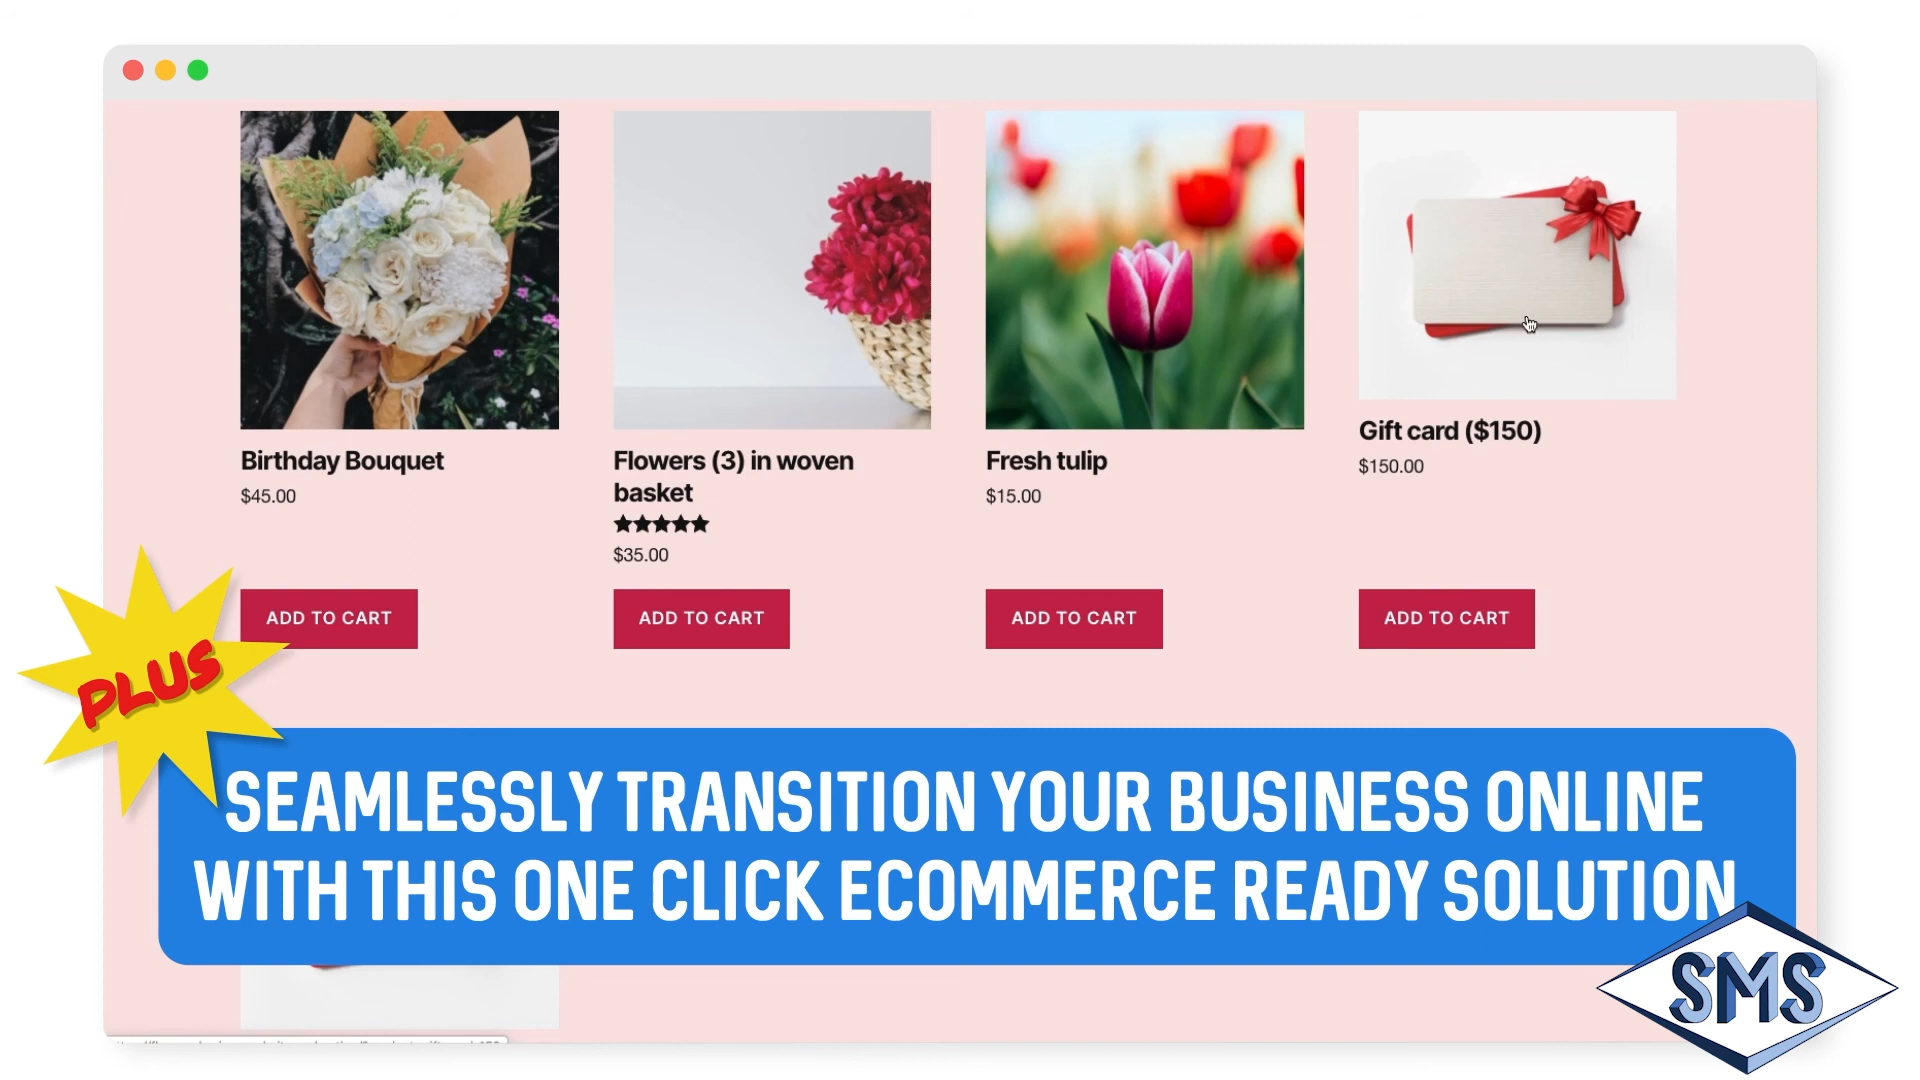 Birthday Bouquet
$45.00
ADD TO CART
Flowers (3) in woven
basket
$35.00
ADD TO CART
Fresh tulip
$15.00
ADD TO CART
Gift card ($150)
$150.00
ADD TO CART
PLUS
SEAMLESSLY TRANSITION YOUR BUSINESS ONLINE
WITH THIS ONE CLICK ECOMMERCE READY SOLUTION
SMS